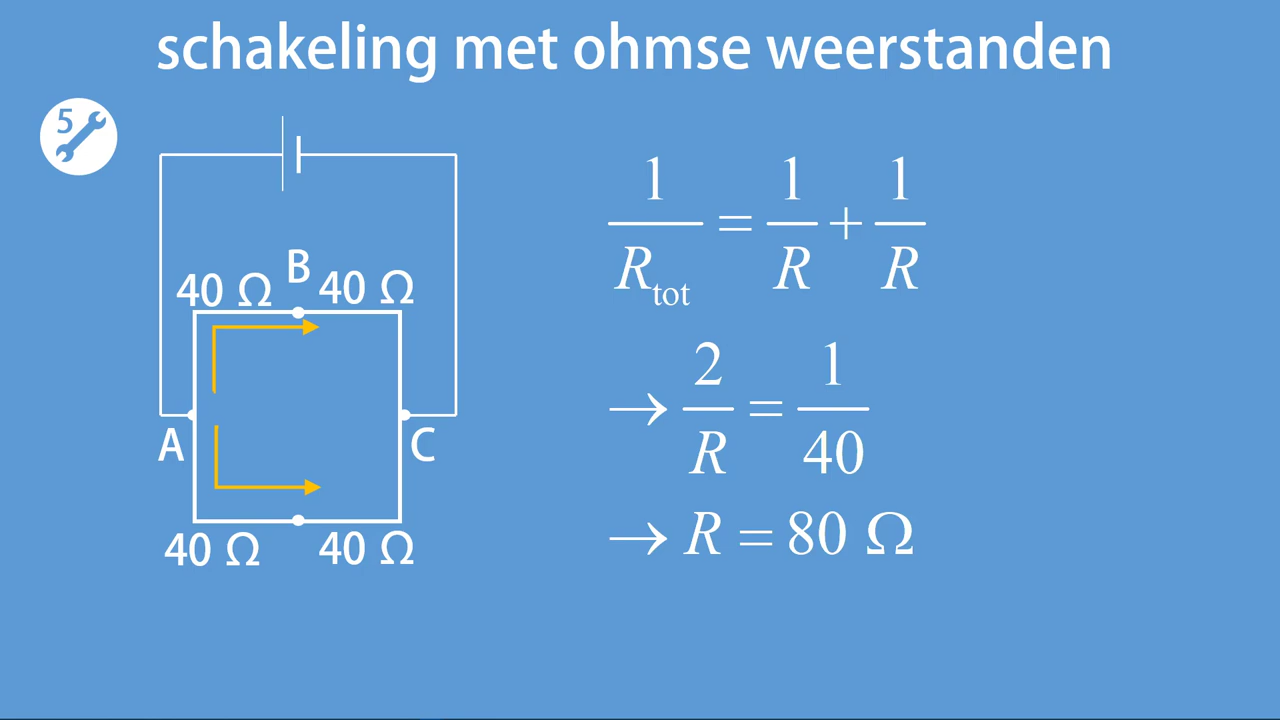 schakeling met ohmse weerstanden
5
B
40 Ω 40 Ω
A C
40 Ω 40 Ω
1/R_tot = 1/R + 1/R
→ 2/R = 1/40
→ R = 80 Ω